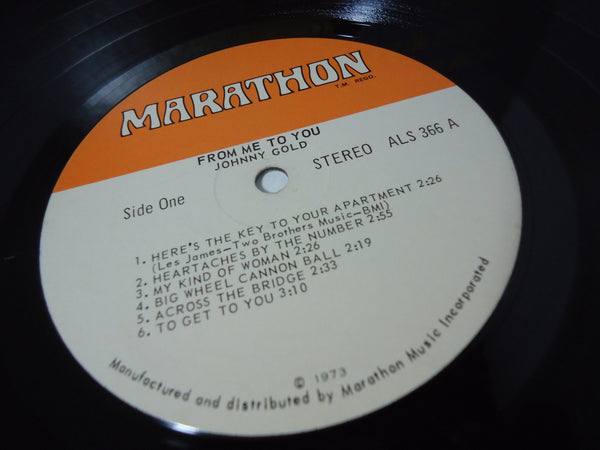 MARATHON
T.M. REGD.
FROM ME TO YOU
JOHNNY GOLD
STEREO ALS 366 A
Side One
1. HERE'S THE KEY TO YOUR APARTMENT 2:26
(Les James-Two Brothers Music-BMI)
2. HEARTACHES BY THE NUMBER 2:55
3. MY KIND OF WOMAN 2:26
4. BIG WHEEL CANNON BALL 2:19
5. ACROSS THE BRIDGE 2:33
6. TO GET TO YOU 3:10
© 1973
Manufactured and distributed by Marathon Music Incorporated